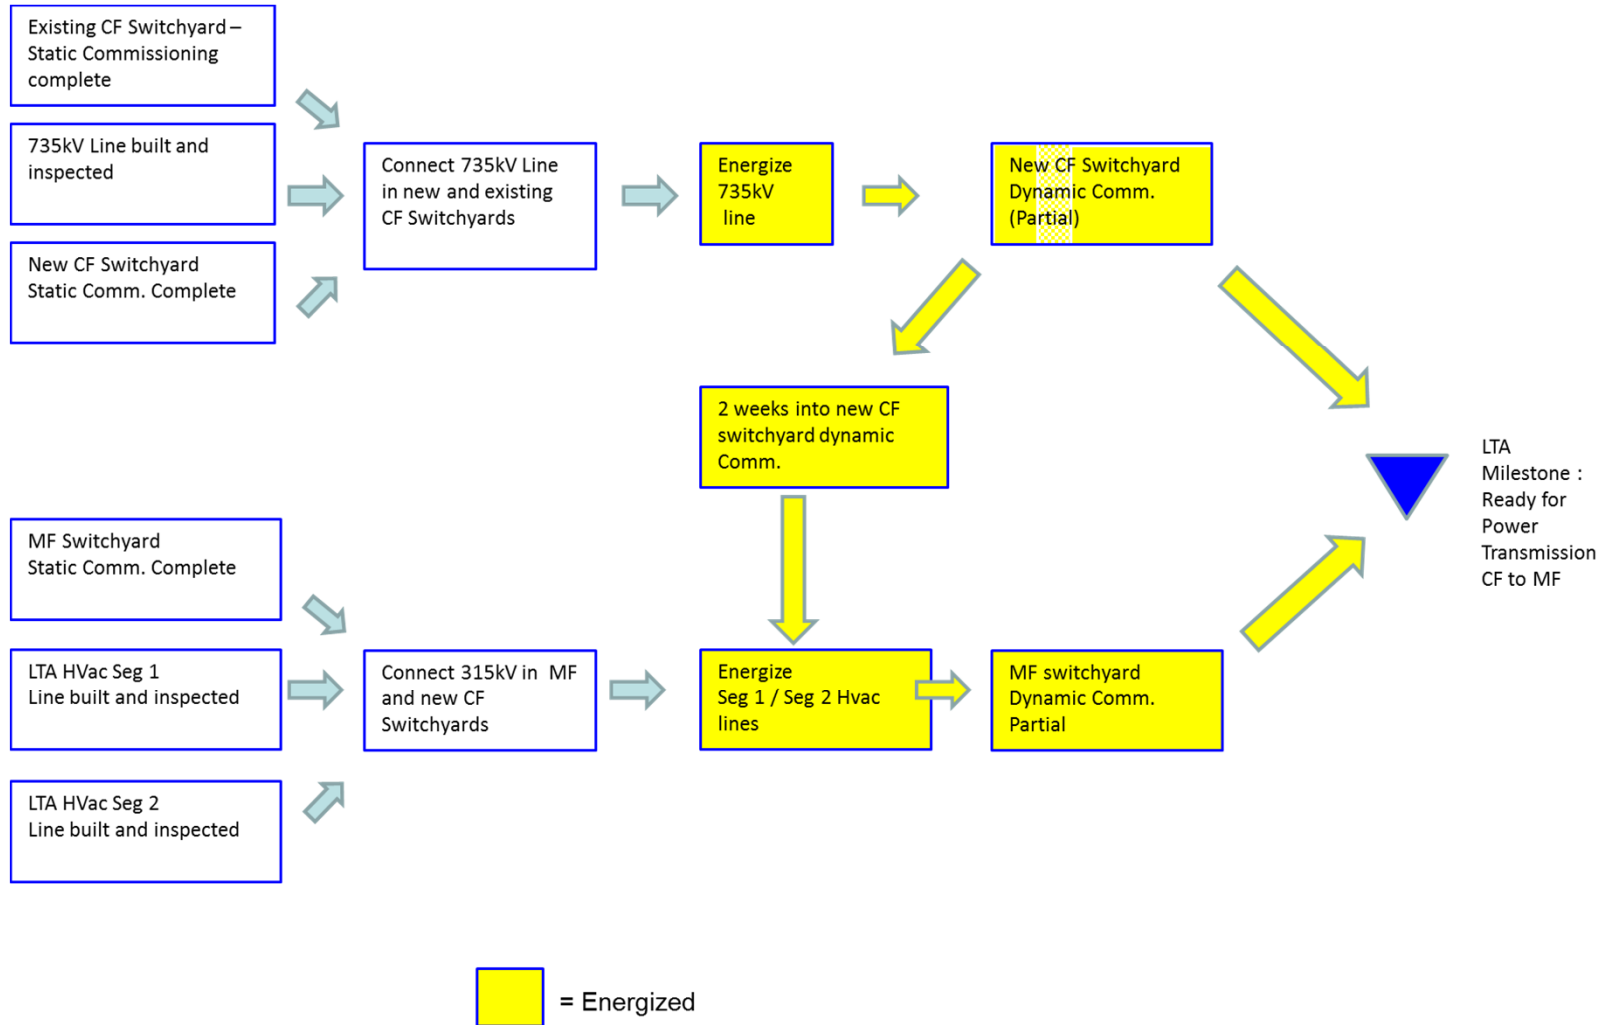 Existing CF Switchyard –
Static Commissioning
complete
735kV Line built and
inspected
New CF Switchyard
Static Comm. Complete
Connect 735kV Line
in new and existing
CF Switchyards
Energize
735kV
line
New CF Switchyard
Dynamic Comm.
(Partial)
2 weeks into new CF
switchyard dynamic
Comm.
LTA
Milestone :
Ready for
Power
Transmission
CF to MF
MF Switchyard
Static Comm. Complete
LTA HVac Seg 1
Line built and inspected
LTA HVac Seg 2
Line built and inspected
Connect 315kV in MF
and new CF
Switchyards
Energize
Seg 1 / Seg 2 Hvac
lines
MF switchyard
Dynamic Comm.
Partial
= Energized